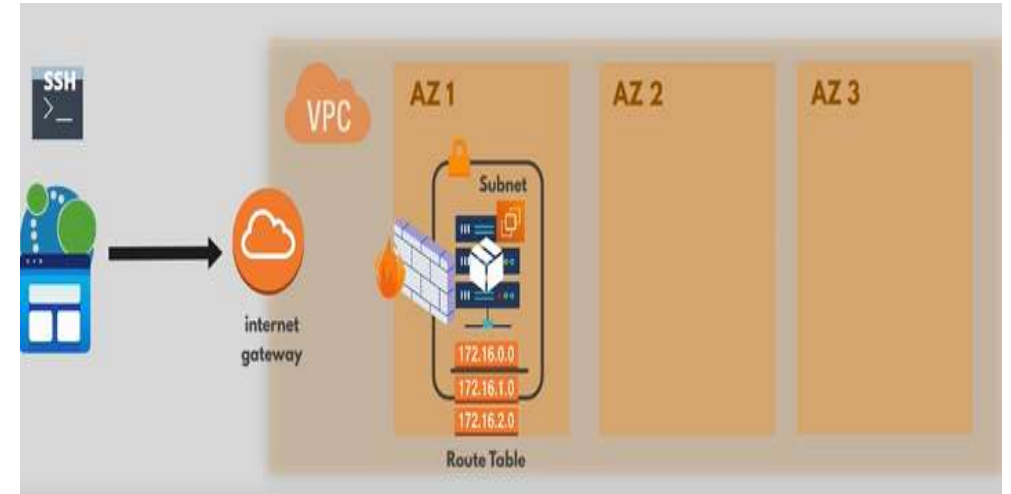 SSH
>_
VPC
AZ 1
AZ 2
AZ 3
Subnet
internet
gateway
172.16.0.0
172.16.1.0
172.16.2.0
Route Table